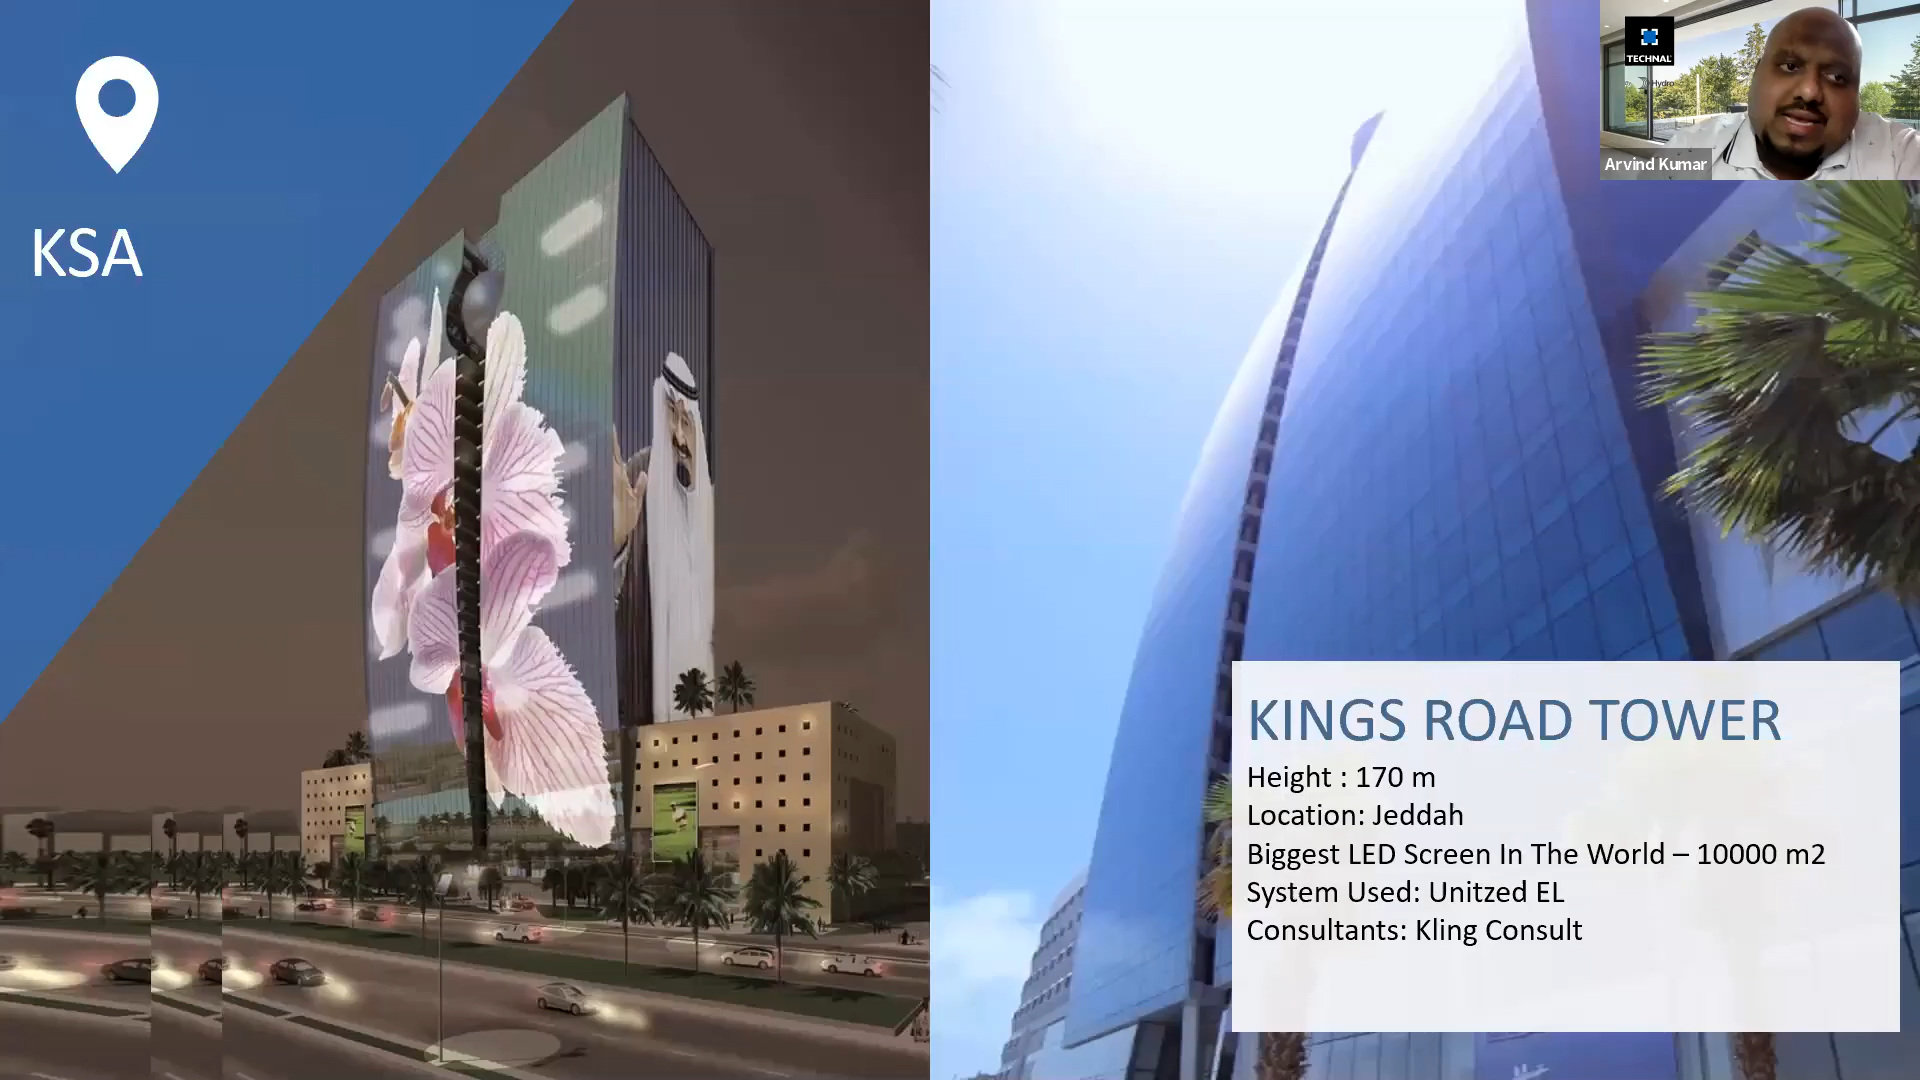 KSA
TECHNAL
Hydro
Arvind Kumar
KINGS ROAD TOWER
Height : 170 m
Location: Jeddah
Biggest LED Screen In The World – 10000 m2
System Used: Unitzed EL
Consultants: Kling Consult